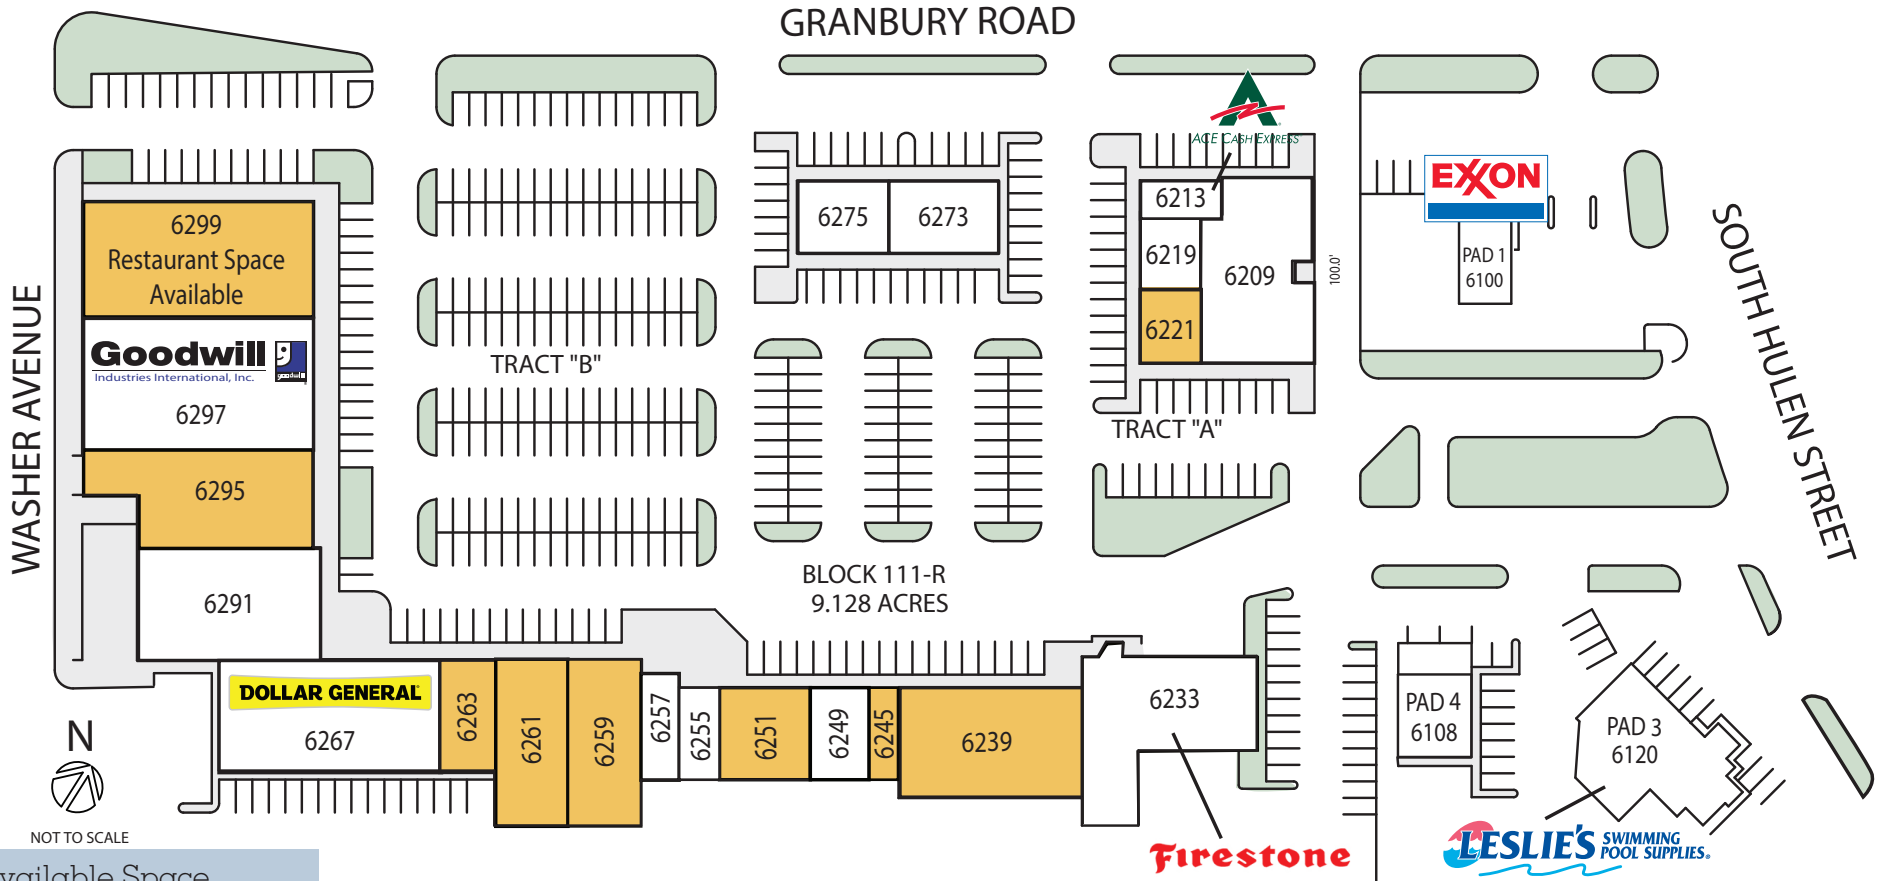 GRANBURY ROAD
ACE CASH EXPRESS
EXXON
PAD 1
6100
SOUTH HULEN STREET
WASHER AVENUE
6299
Restaurant Space
Available
Goodwill
Industries International, Inc.
goodwill
6297
6295
6291
TRACT "B"
6275
6273
6213
6219
6209
6221
100.0'
TRACT "A"
BLOCK 111-R
9.128 ACRES
DOLLAR GENERAL
6267
6263
6261
6259
6257
6255
6251
6249
6245
6239
6233
PAD 4
6108
PAD 3
6120
Firestone
LESLIE'S SWIMMING
POOL SUPPLIES.
N
NOT TO SCALE
vailable Space